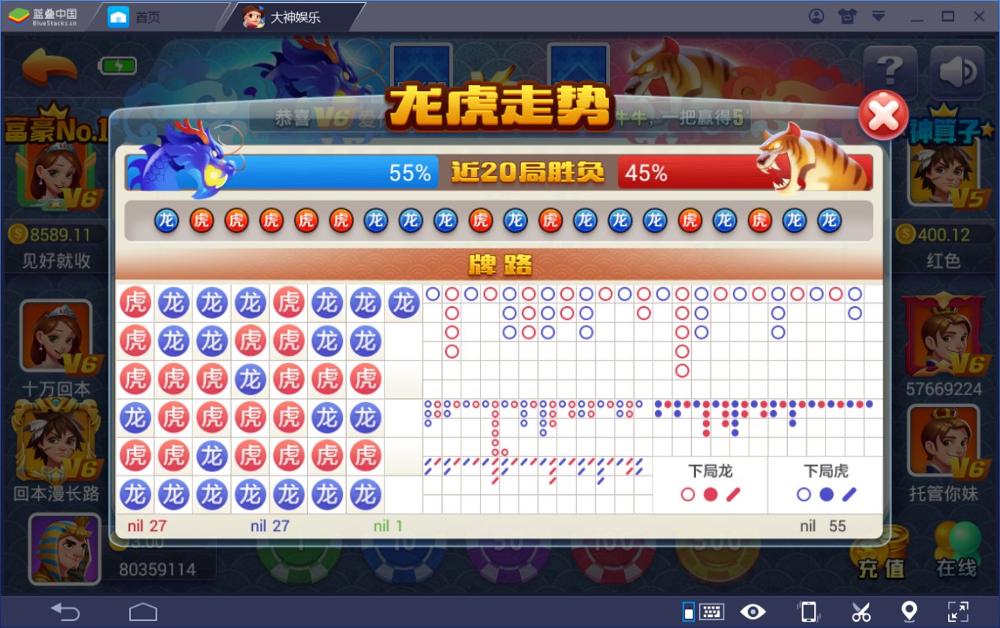 蓝叠中国
BlueStacks.cn
首页
大神娱乐
龙虎走势
恭喜 V6 爱
牛牛,一把赢得5
富豪No.1
V6
8589.11
见好就收
神算子
V5
400.12
红色
55% 近20局胜负 45%
龙 虎 虎 虎 虎 虎 龙 龙 龙 虎 龙 虎 龙 龙 龙 虎 龙 虎 龙 龙
牌路
虎 龙 龙 龙 虎 龙 龙 龙
虎 龙 龙 虎 虎 龙 龙
虎 虎 虎 龙 虎 虎 虎
龙 虎 虎 虎 虎 龙 龙
虎 虎 龙 虎 虎 虎 虎
龙 龙 龙 龙 龙 龙 龙
下局龙
下局虎
nil 27 nil 27 nil 1 nil 55
V6
十万回本
V6
回本漫长路
3.00
80359114
V6
57669224
V6
托管你妹
1 10 50 100 500
充值
在线
?